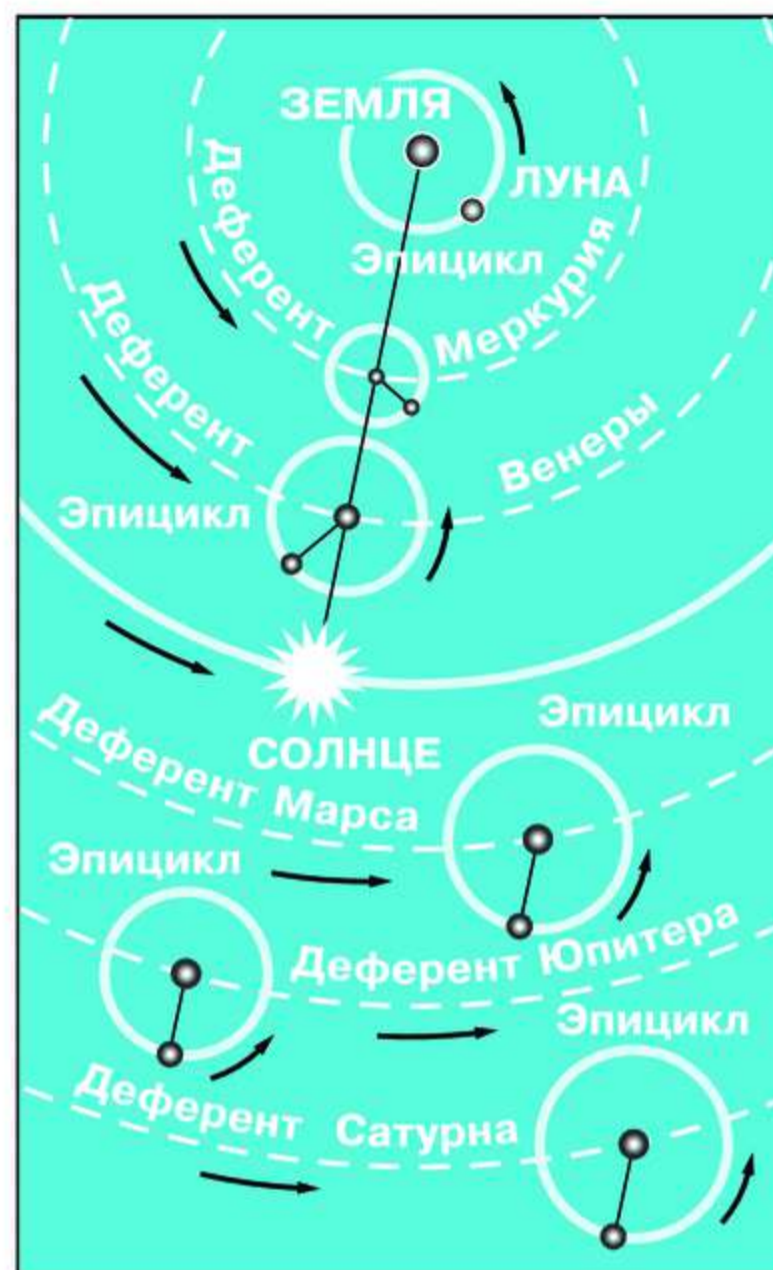 ЗЕМЛЯ
ЛУНА
Эпицикл
Деферент Меркурия
Деферент Венеры
Эпицикл
СОЛНЦЕ
Эпицикл
Деферент Марса
Эпицикл
Деферент Юпитера
Эпицикл
Деферент Сатурна